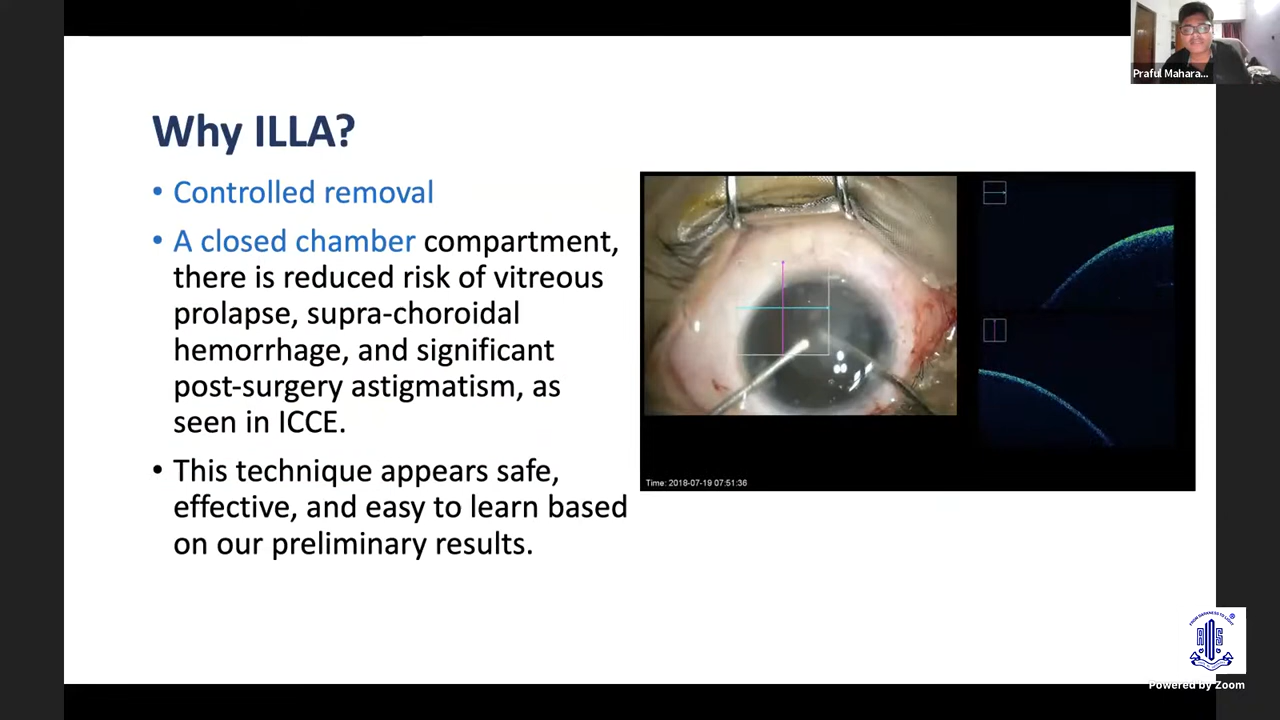 Praful Mahara...
Why ILLA?
• Controlled removal
• A closed chamber compartment,
there is reduced risk of vitreous
prolapse, supra-choroidal
hemorrhage, and significant
post-surgery astigmatism, as
seen in ICCE.
• This technique appears safe,
effective, and easy to learn based
on our preliminary results.
Time: 2018-07-19 07:51:36
Powered by Zoom